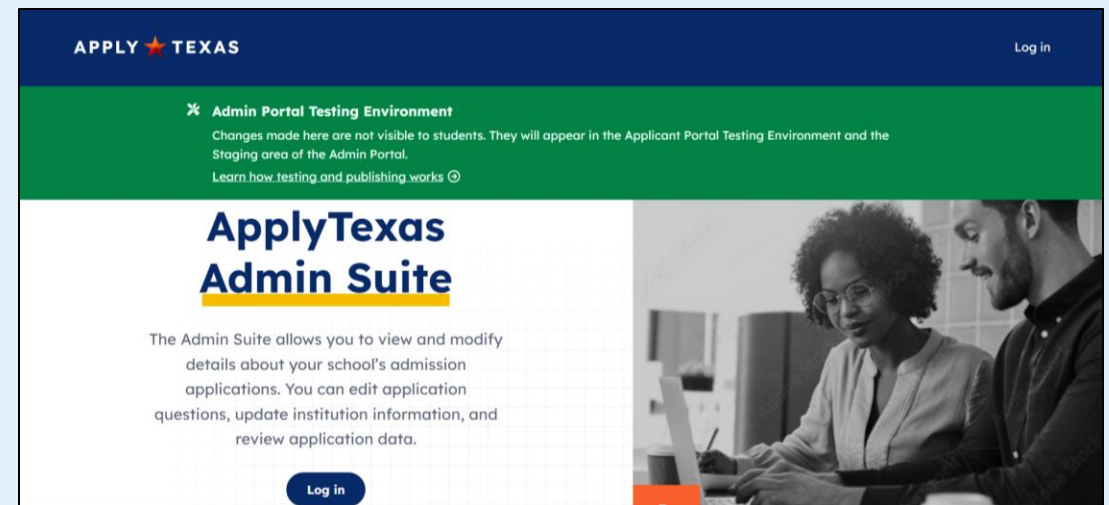 APPLY TEXAS
Log in
Admin Portal Testing Environment
Changes made here are not visible to students. They will appear in the Applicant Portal Testing Environment and the
Staging area of the Admin Portal.
Learn how testing and publishing works
ApplyTexas
Admin Suite
The Admin Suite allows you to view and modify
details about your school's admission
applications. You can edit application
questions, update institution information, and
review application data.
Log in